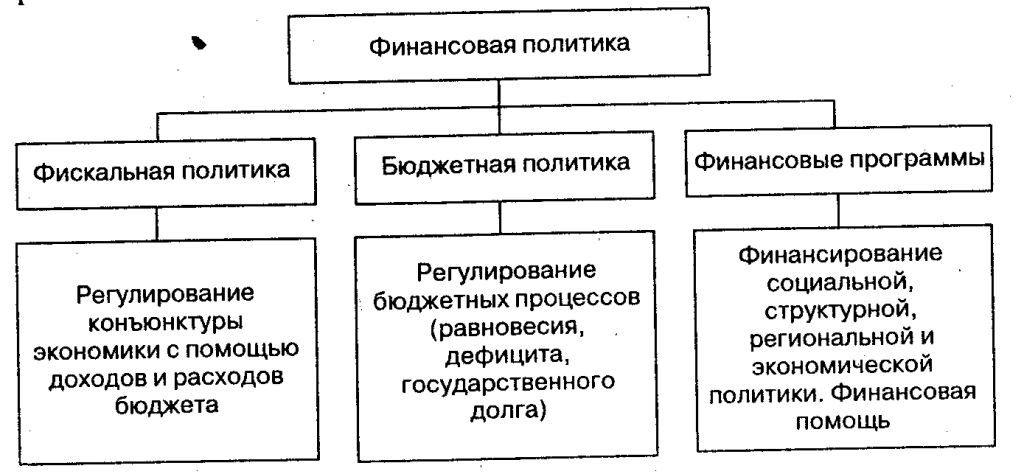 Финансовая политика
Фискальная политика
Бюджетная политика
Финансовые программы
Регулирование
конъюнктуры
экономики с помощью
доходов и расходов
бюджета
Регулирование
бюджетных процессов
(равновесия,
дефицита,
государственного
долга)
Финансирование
социальной,
структурной,
региональной и
экономической
политики. Финансовая
помощь